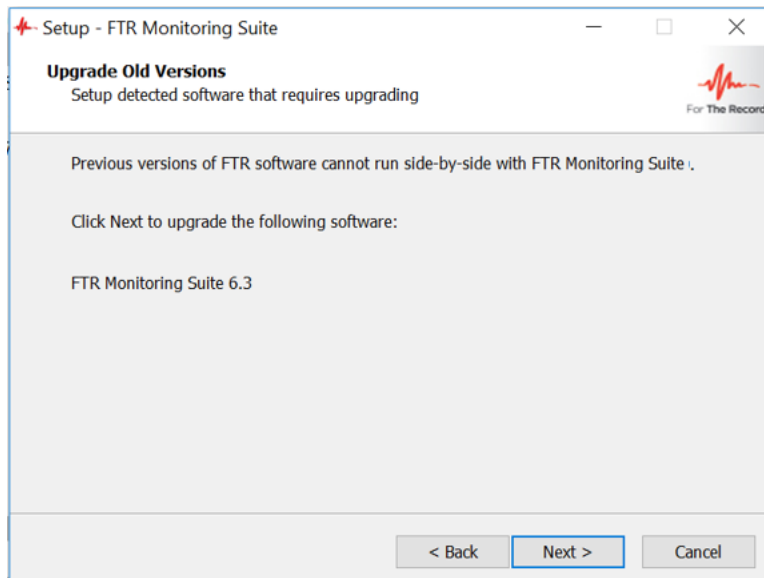 Setup - FTR Monitoring Suite
Upgrade Old Versions
Setup detected software that requires upgrading
For The Record
Previous versions of FTR software cannot run side-by-side with FTR Monitoring Suite .
Click Next to upgrade the following software:
FTR Monitoring Suite 6.3
< Back Next > Cancel